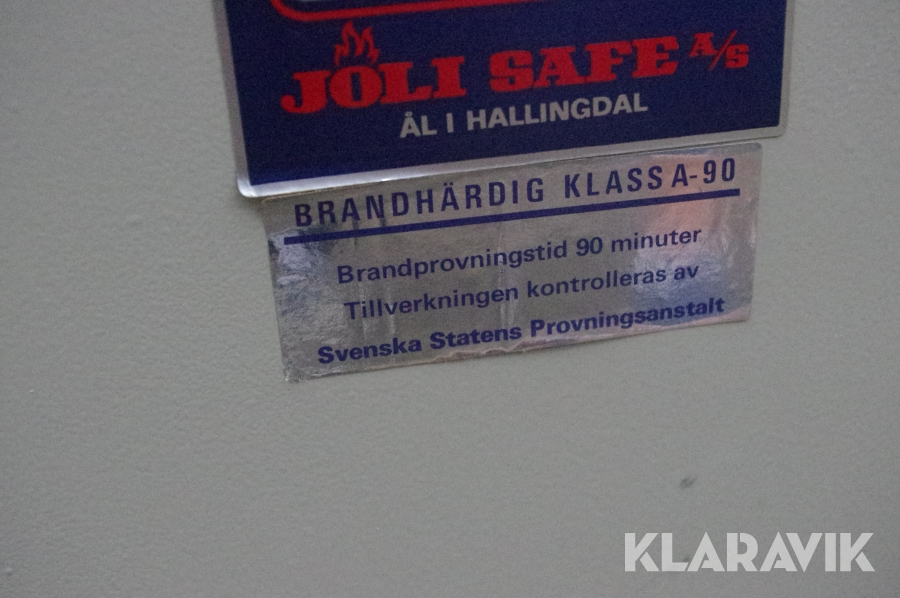 JÖLI SAFE A/S
ÅL I HALLINGDAL
BRANDHÄRDIG KLASS A-90
Brandprovningstid 90 minuter
Tillverkningen kontrolleras av
Svenska Statens Provningsanstalt
KLARAVIK